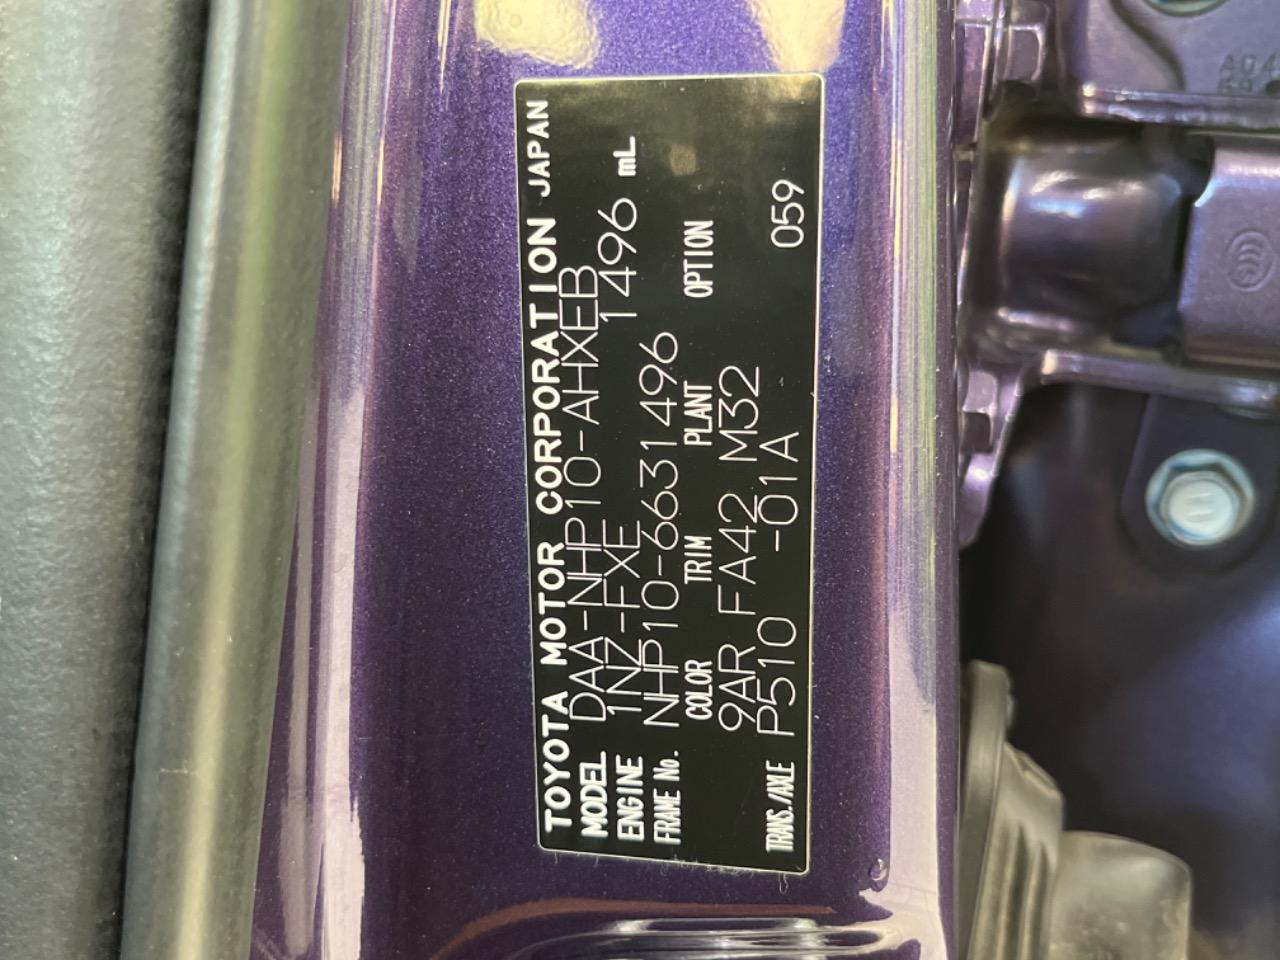 TOYOTA MOTOR CORPORATION JAPAN
MODEL DAA-NHP10-AHXEB
ENGINE 1NZ-FXE 1496 mL
FRAME No. NHP10-6631496
COLOR TRIM PLANT OPTION
9AR FA42 M32
TRANS./AXLE P510 -01A 059